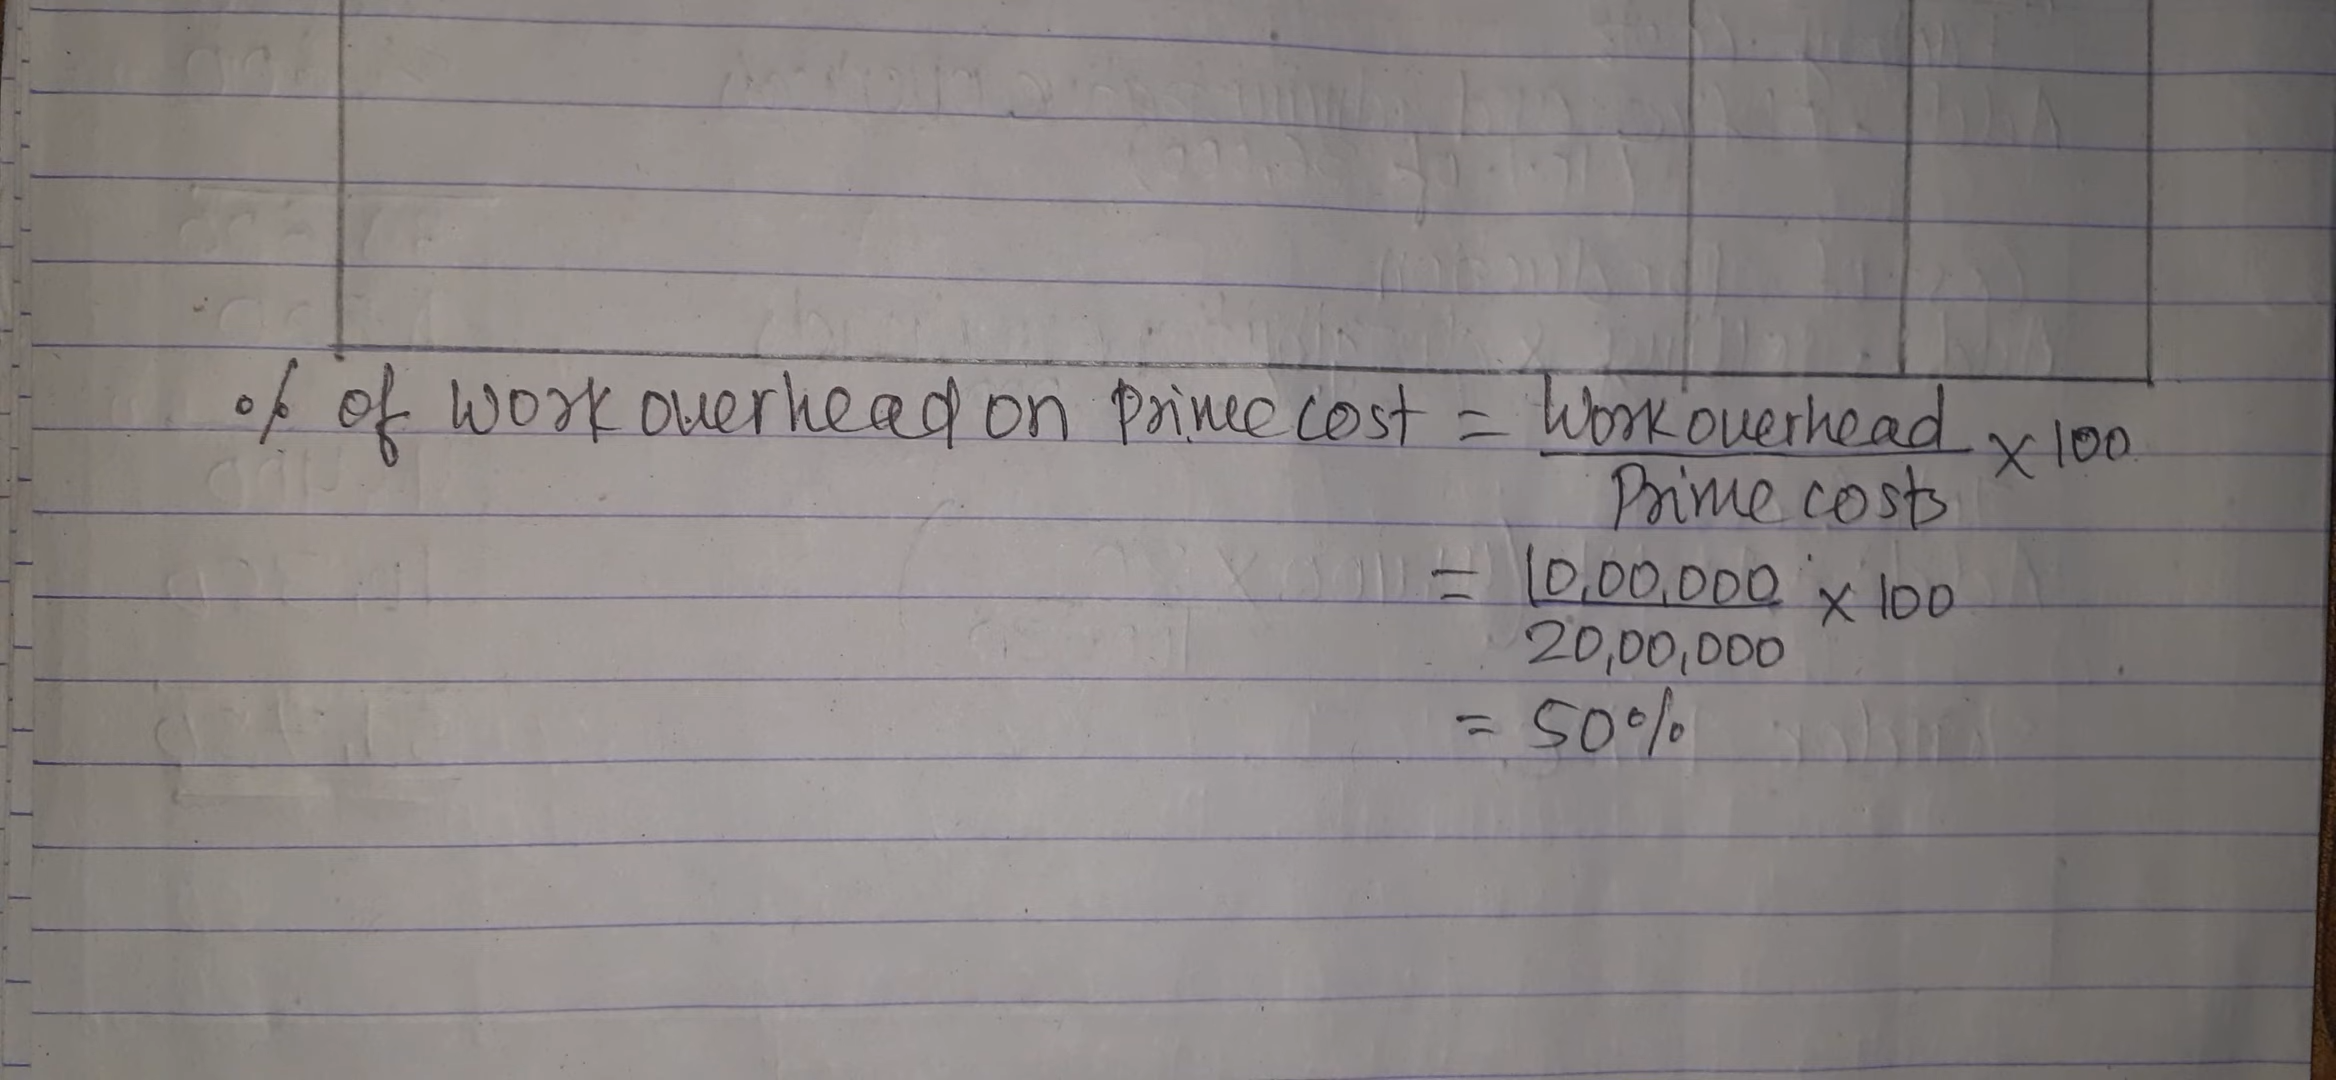 % of work overhead on prime cost = Work overhead × 100
Prime costs
= 10,00,000 × 100
20,00,000
= 50%